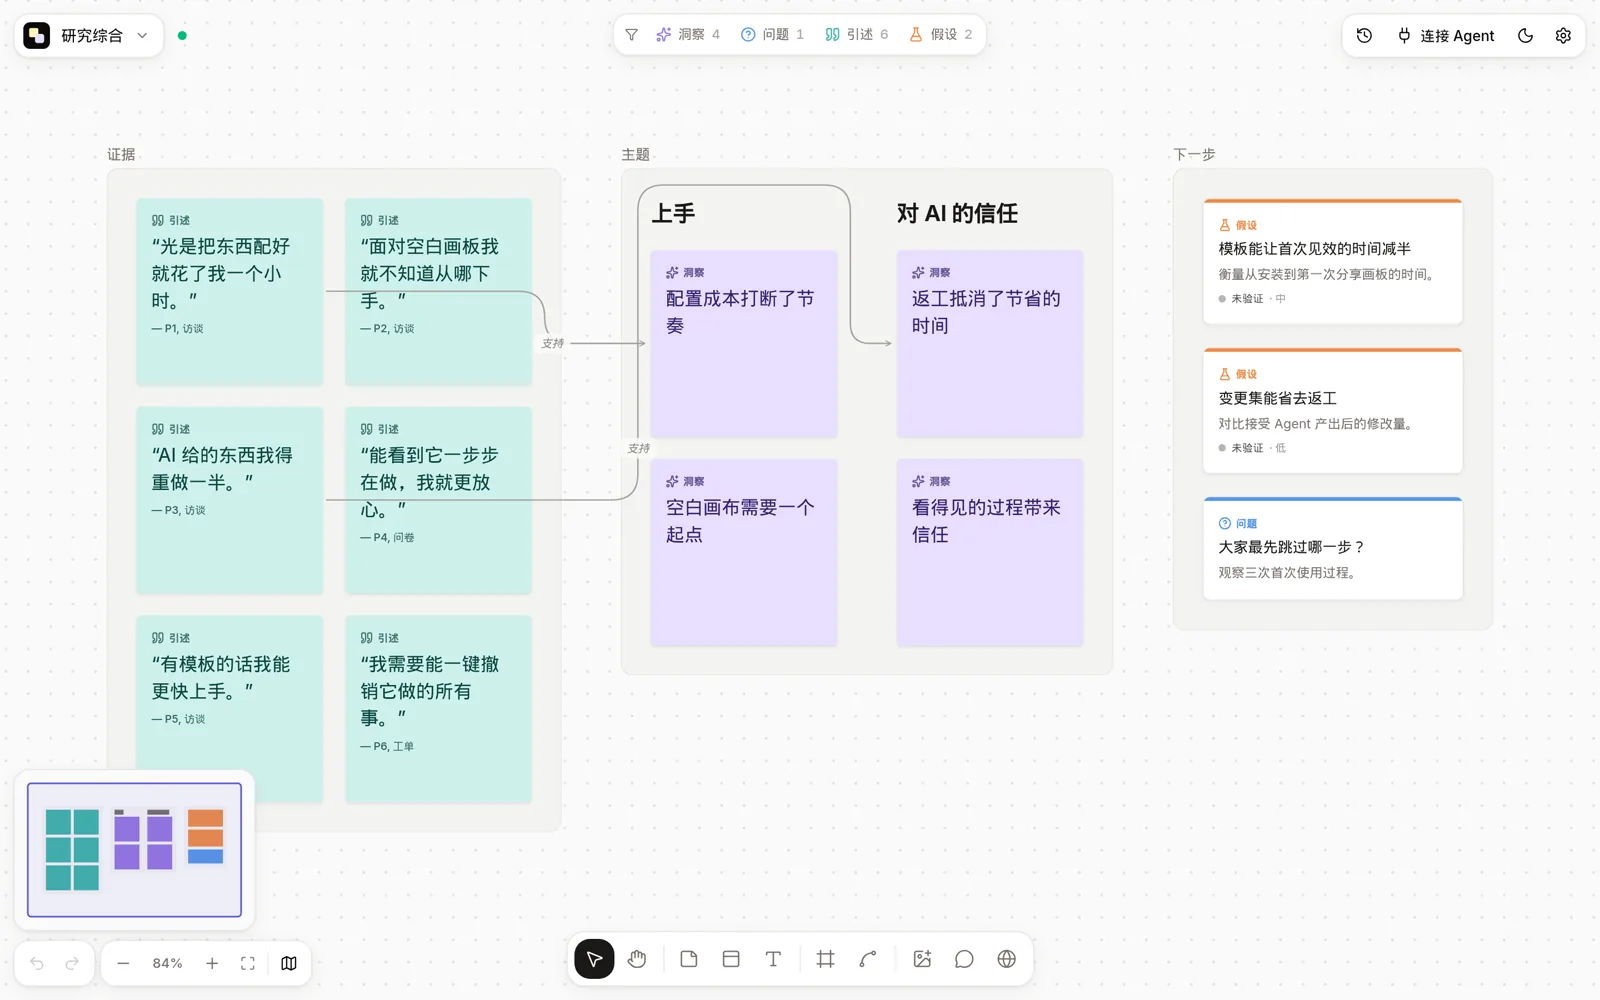 研究综合
洞察 4
问题 1
引述 6
假设 2
连接 Agent
证据
引述
“光是把东西配好
就花了我一个小
时。”
— P1, 访谈
引述
“面对空白画板我
就不知道从哪下
手。”
— P2, 访谈
引述
“AI 给的东西我得
重做一半。”
— P3, 访谈
引述
“能看到它一步步
在做，我就更放
心。”
— P4, 问卷
引述
“有模板的话我能
更快上手。”
— P5, 访谈
引述
“我需要能一键撤
销它做的所有
事。”
— P6, 工单
支持
支持
主题
上手
洞察
配置成本打断了节
奏
洞察
空白画布需要一个
起点
对 AI 的信任
洞察
返工抵消了节省的
时间
洞察
看得见的过程带来
信任
下一步
假设
模板能让首次见效的时间减半
衡量从安装到第一次分享画板的时间。
未验证 · 中
假设
变更集能省去返工
对比接受 Agent 产出后的修改量。
未验证 · 低
问题
大家最先跳过哪一步？
观察三次首次使用过程。
84%